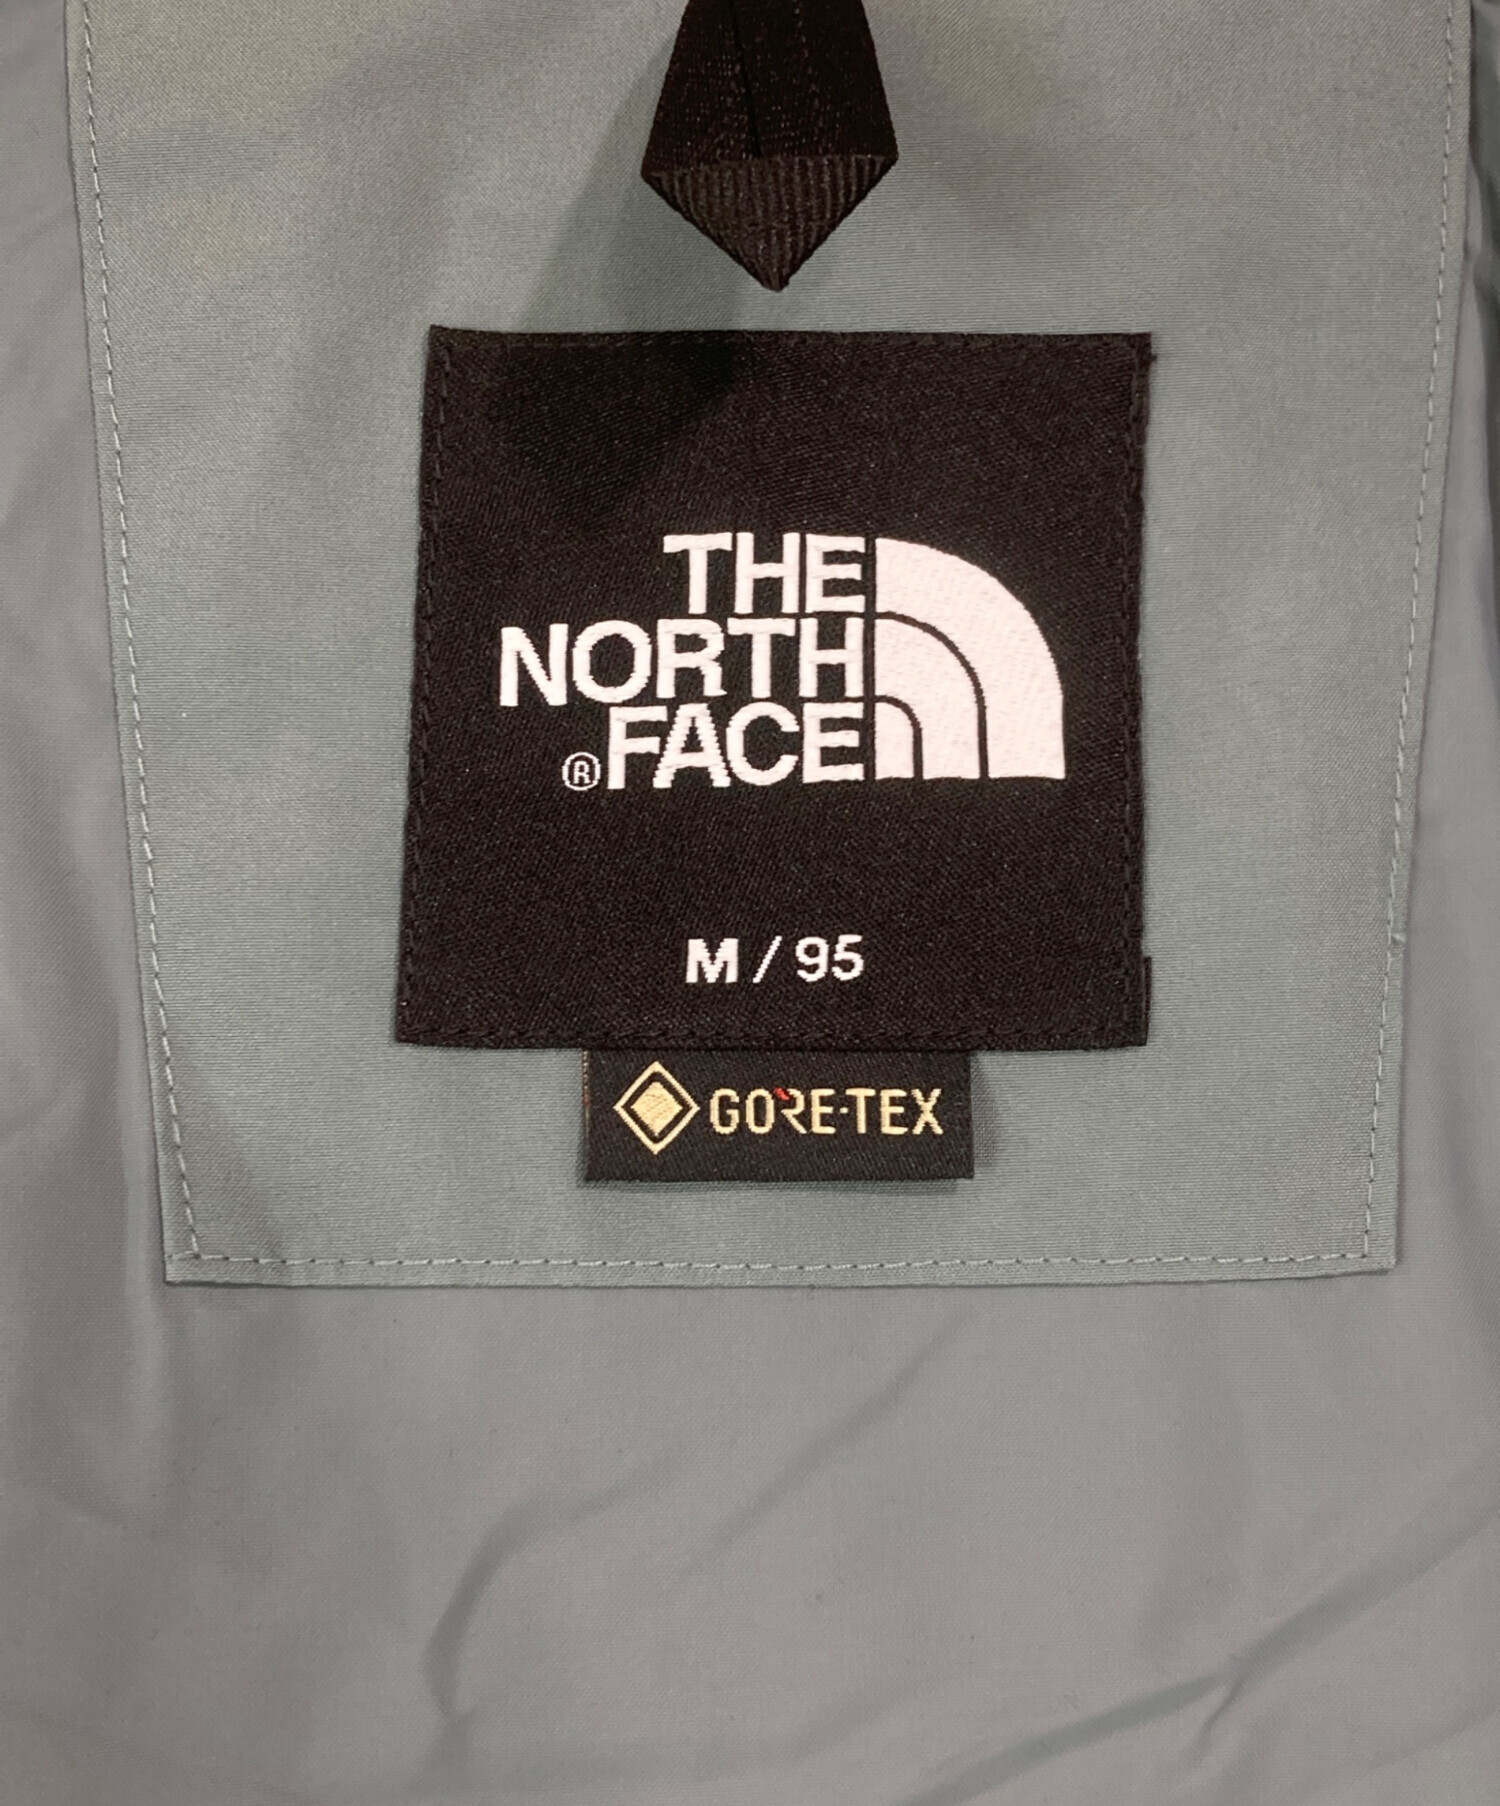 THE
NORTH
®FACE
M / 95
GORE-TEX